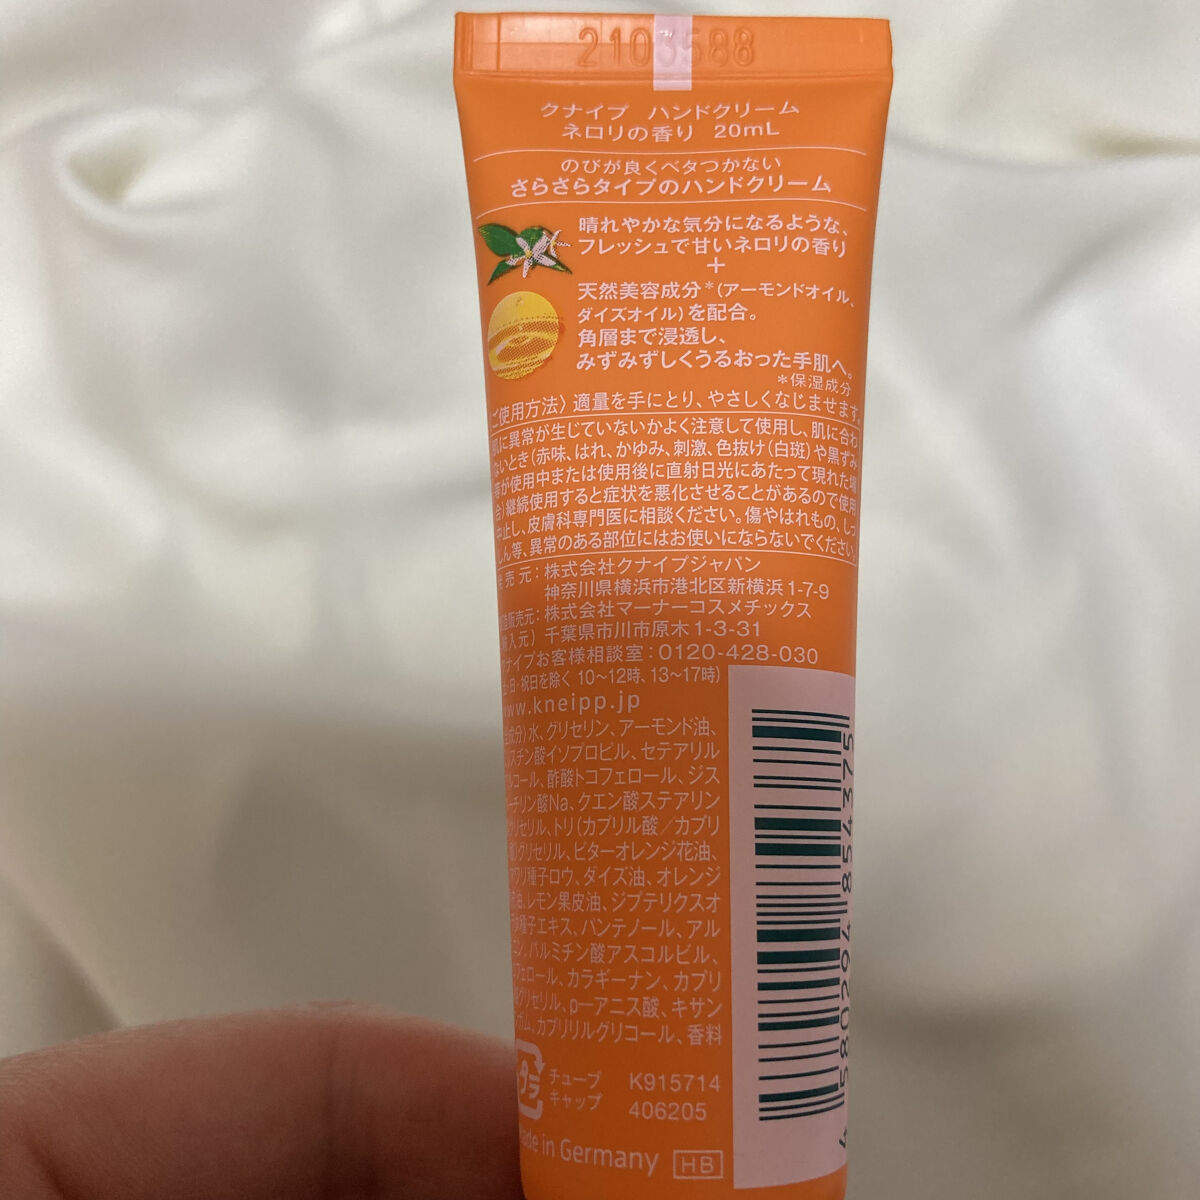 2103588
クナイプ ハンドクリーム
ネロリの香り 20mL
のびが良くベタつかない
さらさらタイプのハンドクリーム
晴れやかな気分になるような、
フレッシュで甘いネロリの香り
+
天然美容成分*(アーモンドオイル、
ダイズオイル)を配合。
角層まで浸透し、
みずみずしくうるおった手肌へ。
*保湿成分
ご使用方法〉適量を手にとり、やさしくなじませます。
肌に異常が生じていないかよく注意して使用し、肌に合わ
ないとき(赤味、はれ、かゆみ、刺激、色抜け(白斑)や黒ずみ
等が使用中または使用後に直射日光にあたって現れた場
合)継続使用すると症状を悪化させることがあるので使用
中止し、皮膚科専門医に相談ください。傷やはれもの、しっ
しん等、異常のある部位にはお使いにならないでください。
売元:株式会社クナイプジャパン
神奈川県横浜市港北区新横浜1-7-9
造販売元:株式会社マーナーコスメチックス
輸入元) 千葉県市川市原木1-3-31
クナイプお客様相談室:0120-428-030
土・日・祝日を除く 10〜12時、13〜17時)
www.kneipp.jp
成分)水、グリセリン、アーモンド油、
リスチン酸イソプロピル、セテアリル
ルコール、酢酸トコフェロール、ジス
アリン酸Na、クエン酸ステアリン
グリセリル、トリ(カプリル酸/カプリ
酸)グリセリル、ビターオレンジ花油、
マワリ種子ロウ、ダイズ油、オレンジ
油、レモン果皮油、ジプテリクスオ
種子エキス、パンテノール、アル
ン、パルミチン酸アスコルビル、
フェロール、カラギーナン、カプリ
グリセリル、p-アニス酸、キサン
ガム、カプリリルグリコール、香料
プラ
チューブ
キャップ
K915714
406205
Made in Germany
HB
4 580294 854375